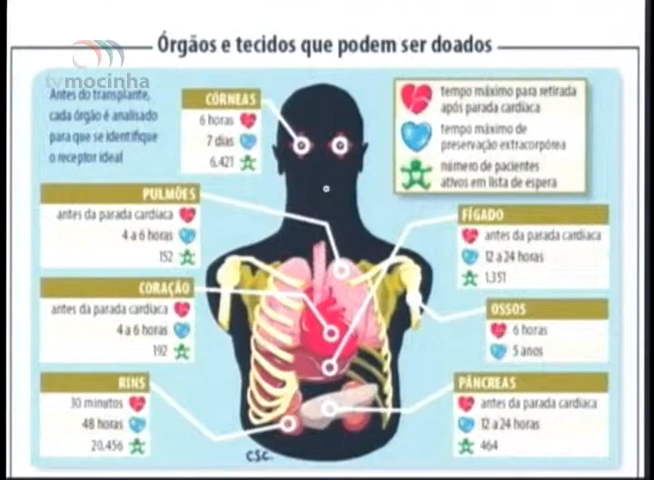 Órgãos e tecidos que podem ser doados
tvmocinha
Antes do transplante,
cada órgão é analisado
para que se identifique
o receptor ideal
CÓRNEAS
6 horas
7 dias
6.421
tempo máximo para retirada
após parada cardíaca
tempo máximo de
preservação extracorpórea
número de pacientes
ativos em lista de espera
PULMÕES
antes da parada cardíaca
4 a 6 horas
152
FÍGADO
antes da parada cardíaca
12 a 24 horas
1.351
CORAÇÃO
antes da parada cardíaca
4 a 6 horas
192
OSSOS
6 horas
5 anos
RINS
30 minutos
48 horas
20.456
PÂNCREAS
antes da parada cardíaca
12 a 24 horas
464
CSC.